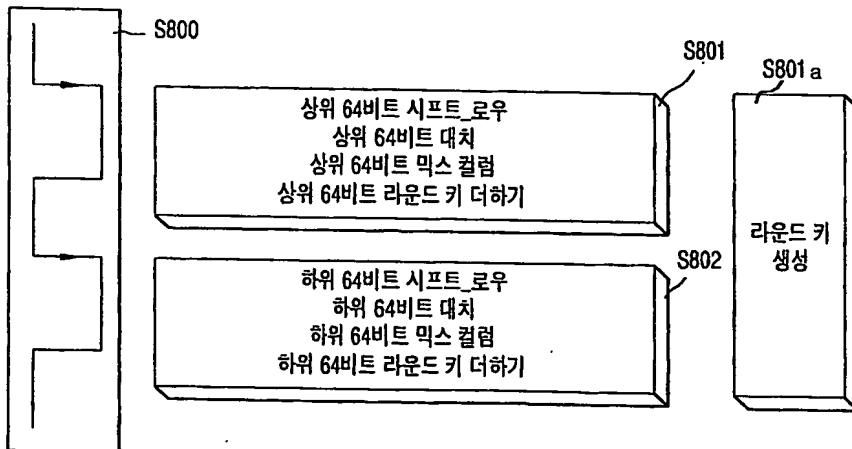 S800
S801
S801a
상위 64비트 시프트_로우
상위 64비트 대치
상위 64비트 믹스 컬럼
상위 64비트 라운드 키 더하기
라운드 키
생성
S802
하위 64비트 시프트_로우
하위 64비트 대치
하위 64비트 믹스 컬럼
하위 64비트 라운드 키 더하기